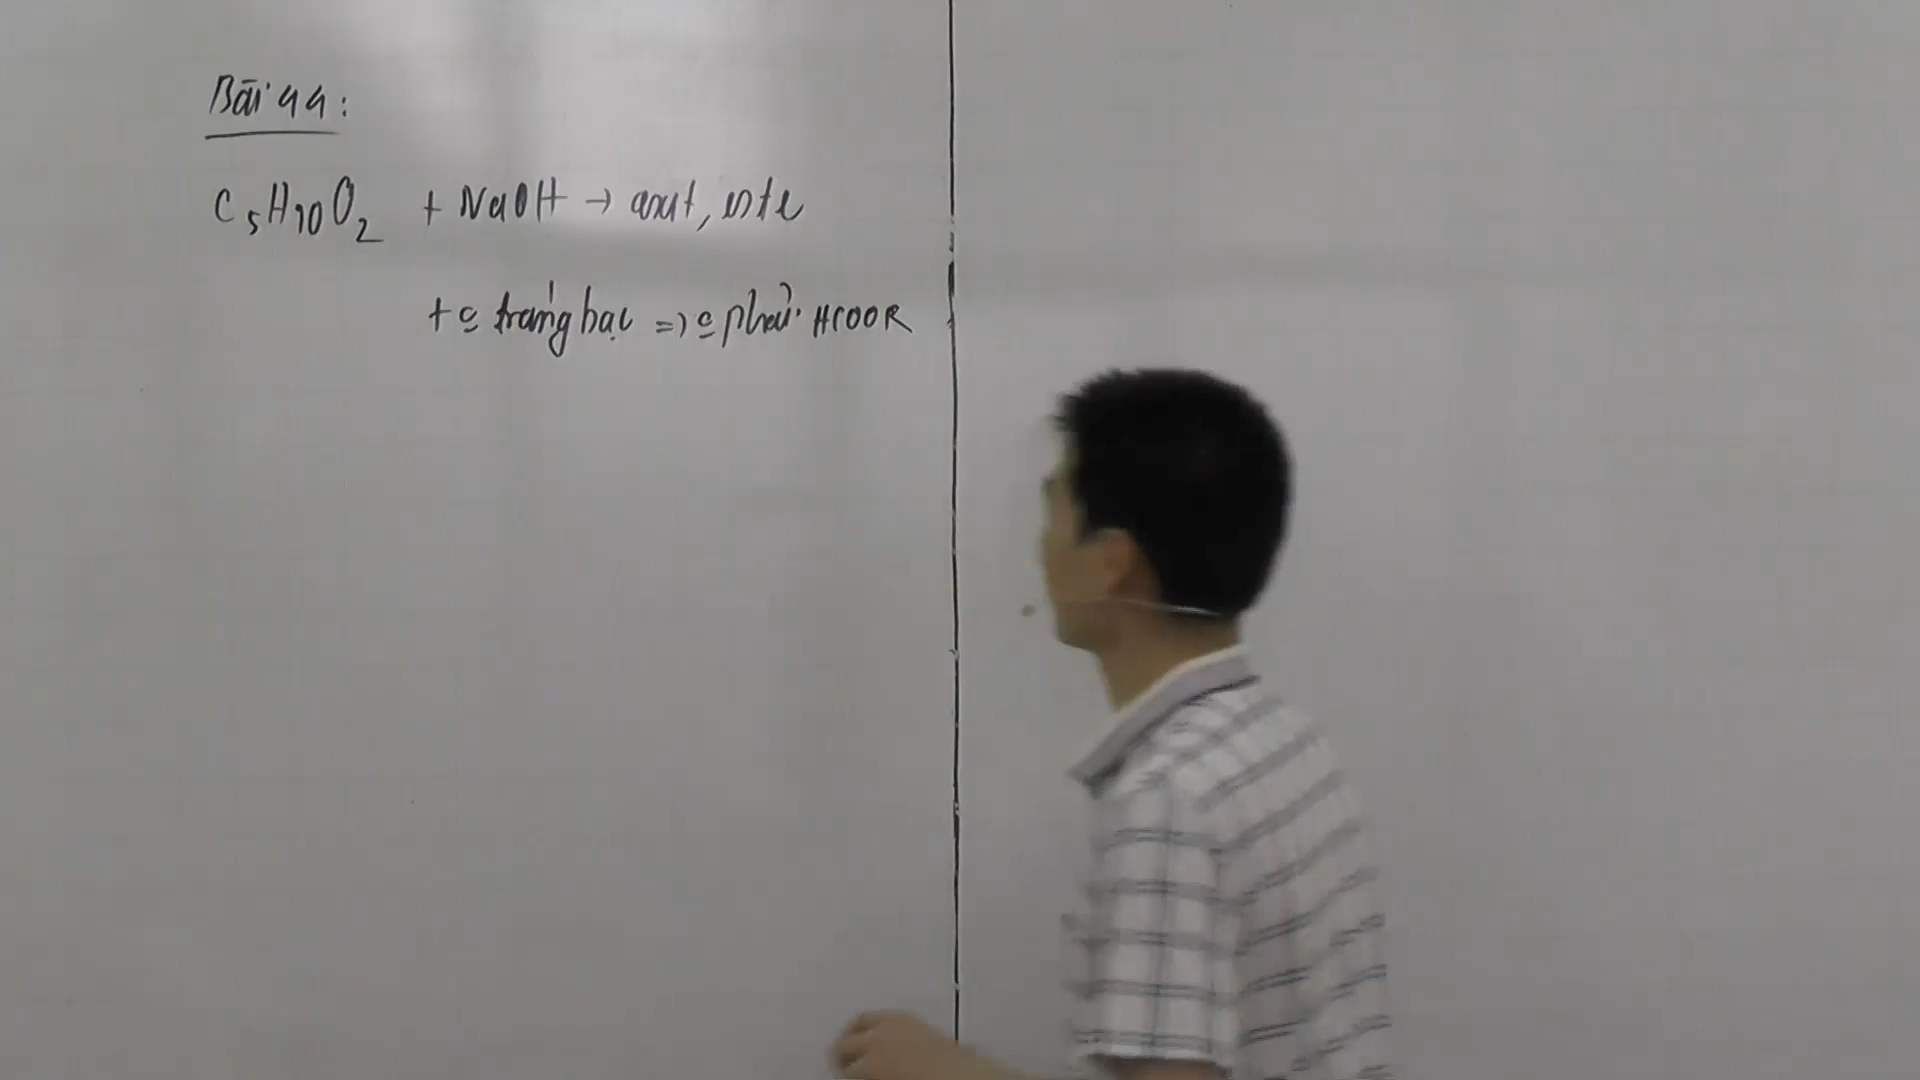 Bài 44:
C5H10O2 + NaOH → axit, este
+ c̲ tráng bạc => c̲ phải HCOOR